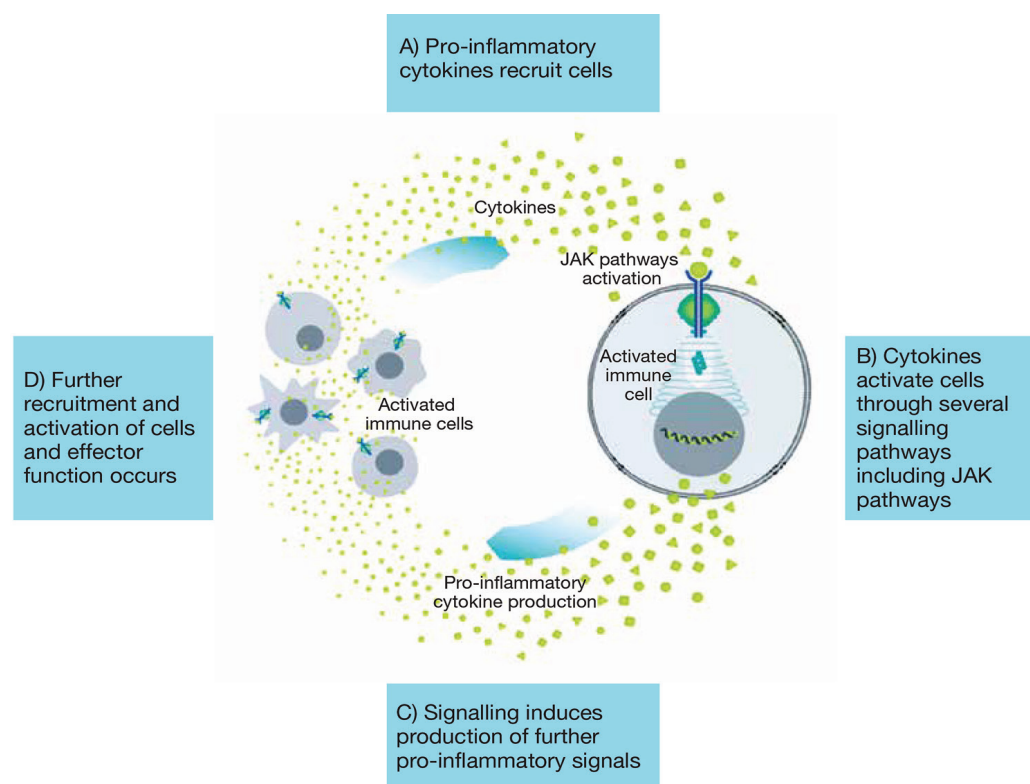 A) Pro-inflammatory
cytokines recruit cells
Cytokines
JAK pathways
activation
Activated
immune
cell
B) Cytokines
activate cells
through several
signalling
pathways
including JAK
pathways
D) Further
recruitment and
activation of cells
and effector
function occurs
Activated
immune cells
Pro-inflammatory
cytokine production
C) Signalling induces
production of further
pro-inflammatory signals